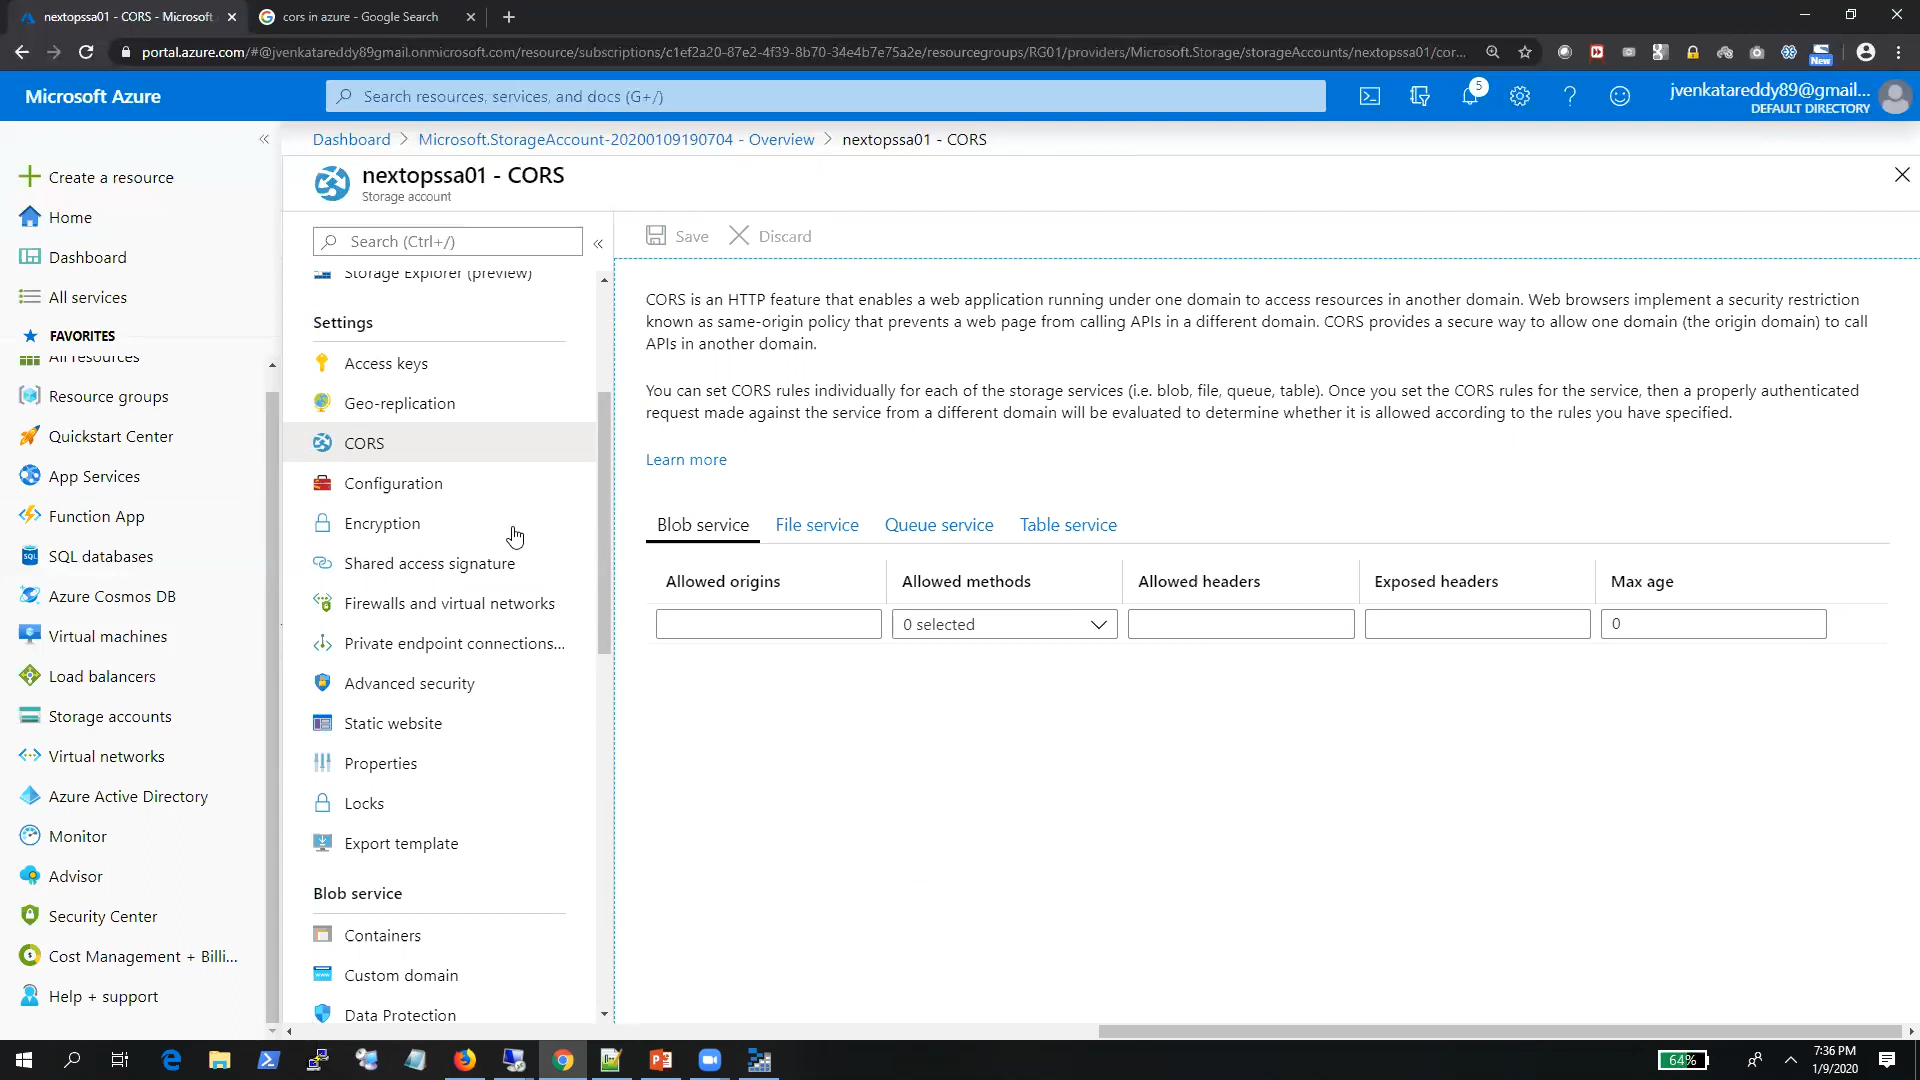 nextopssa01 - CORS - Microsoft
cors in azure - Google Search
portal.azure.com/#@jvenkatareddy89gmail.onmicrosoft.com/resource/subscriptions/c1ef2a20-87e2-4f39-8b70-34e4b7e75a2e/resourcegroups/RG01/providers/Microsoft.Storage/storageAccounts/nextopssa01/cor...
New
Microsoft Azure
Search resources, services, and docs (G+/)
5
jvenkatareddy89@gmail....
DEFAULT DIRECTORY
Dashboard > Microsoft.StorageAccount-20200109190704 - Overview > nextopssa01 - CORS
nextopssa01 - CORS
Storage account
Create a resource
Home
Dashboard
All services
FAVORITES
All resources
Resource groups
Quickstart Center
App Services
Function App
SQL databases
Azure Cosmos DB
Virtual machines
Load balancers
Storage accounts
Virtual networks
Azure Active Directory
Monitor
Advisor
Security Center
Cost Management + Billi...
Help + support
Search (Ctrl+/)
Storage Explorer (preview)
Settings
Access keys
Geo-replication
CORS
Configuration
Encryption
Shared access signature
Firewalls and virtual networks
Private endpoint connections...
Advanced security
Static website
Properties
Locks
Export template
Blob service
Containers
Custom domain
Data Protection
Save
Discard
CORS is an HTTP feature that enables a web application running under one domain to access resources in another domain. Web browsers implement a security restriction
known as same-origin policy that prevents a web page from calling APIs in a different domain. CORS provides a secure way to allow one domain (the origin domain) to call
APIs in another domain.
You can set CORS rules individually for each of the storage services (i.e. blob, file, queue, table). Once you set the CORS rules for the service, then a properly authenticated
request made against the service from a different domain will be evaluated to determine whether it is allowed according to the rules you have specified.
Learn more
Blob service File service Queue service Table service
Allowed origins Allowed methods Allowed headers Exposed headers Max age
0 selected 0
64%
7:36 PM
1/9/2020